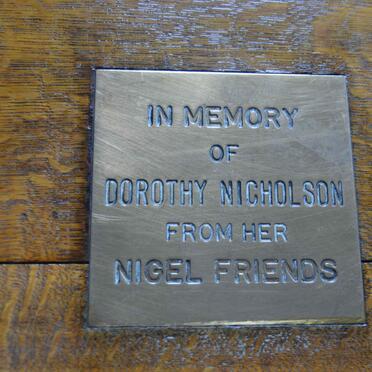 IN MEMORY
OF
DOROTHY NICHOLSON
FROM HER
NIGEL FRIENDS